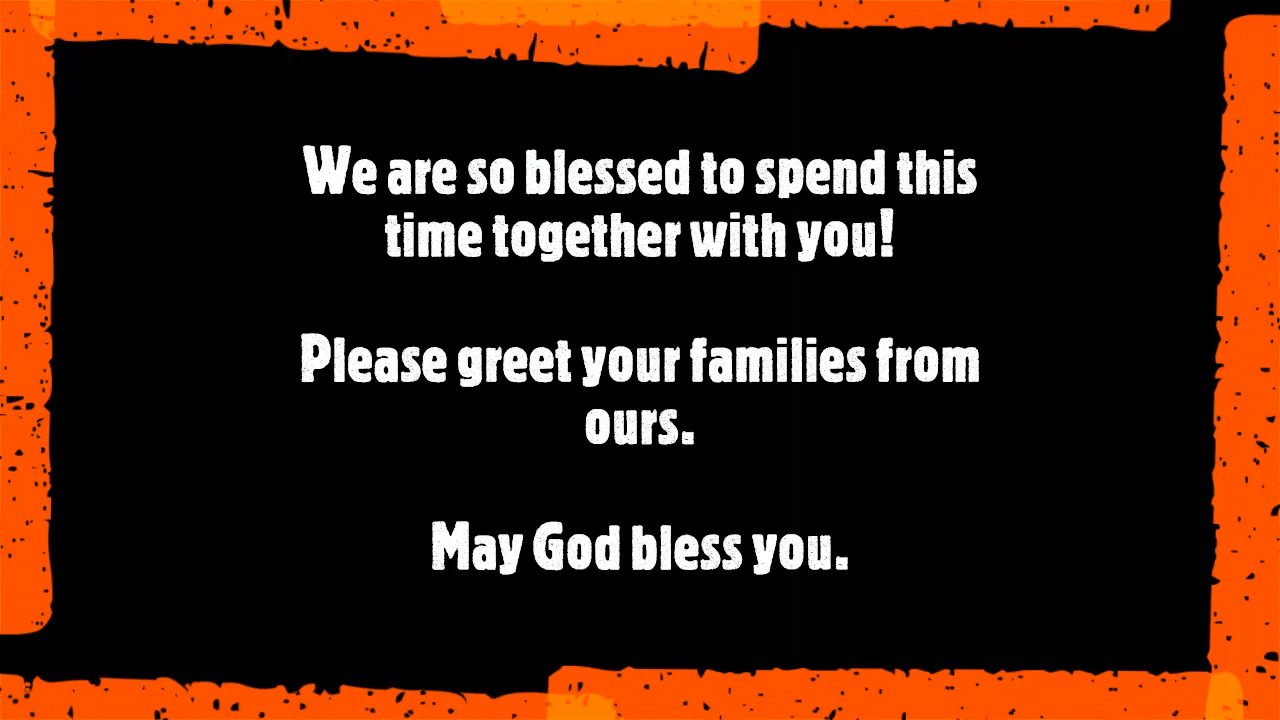 We are so blessed to spend this
time together with you!
Please greet your families from
ours.
May God bless you.